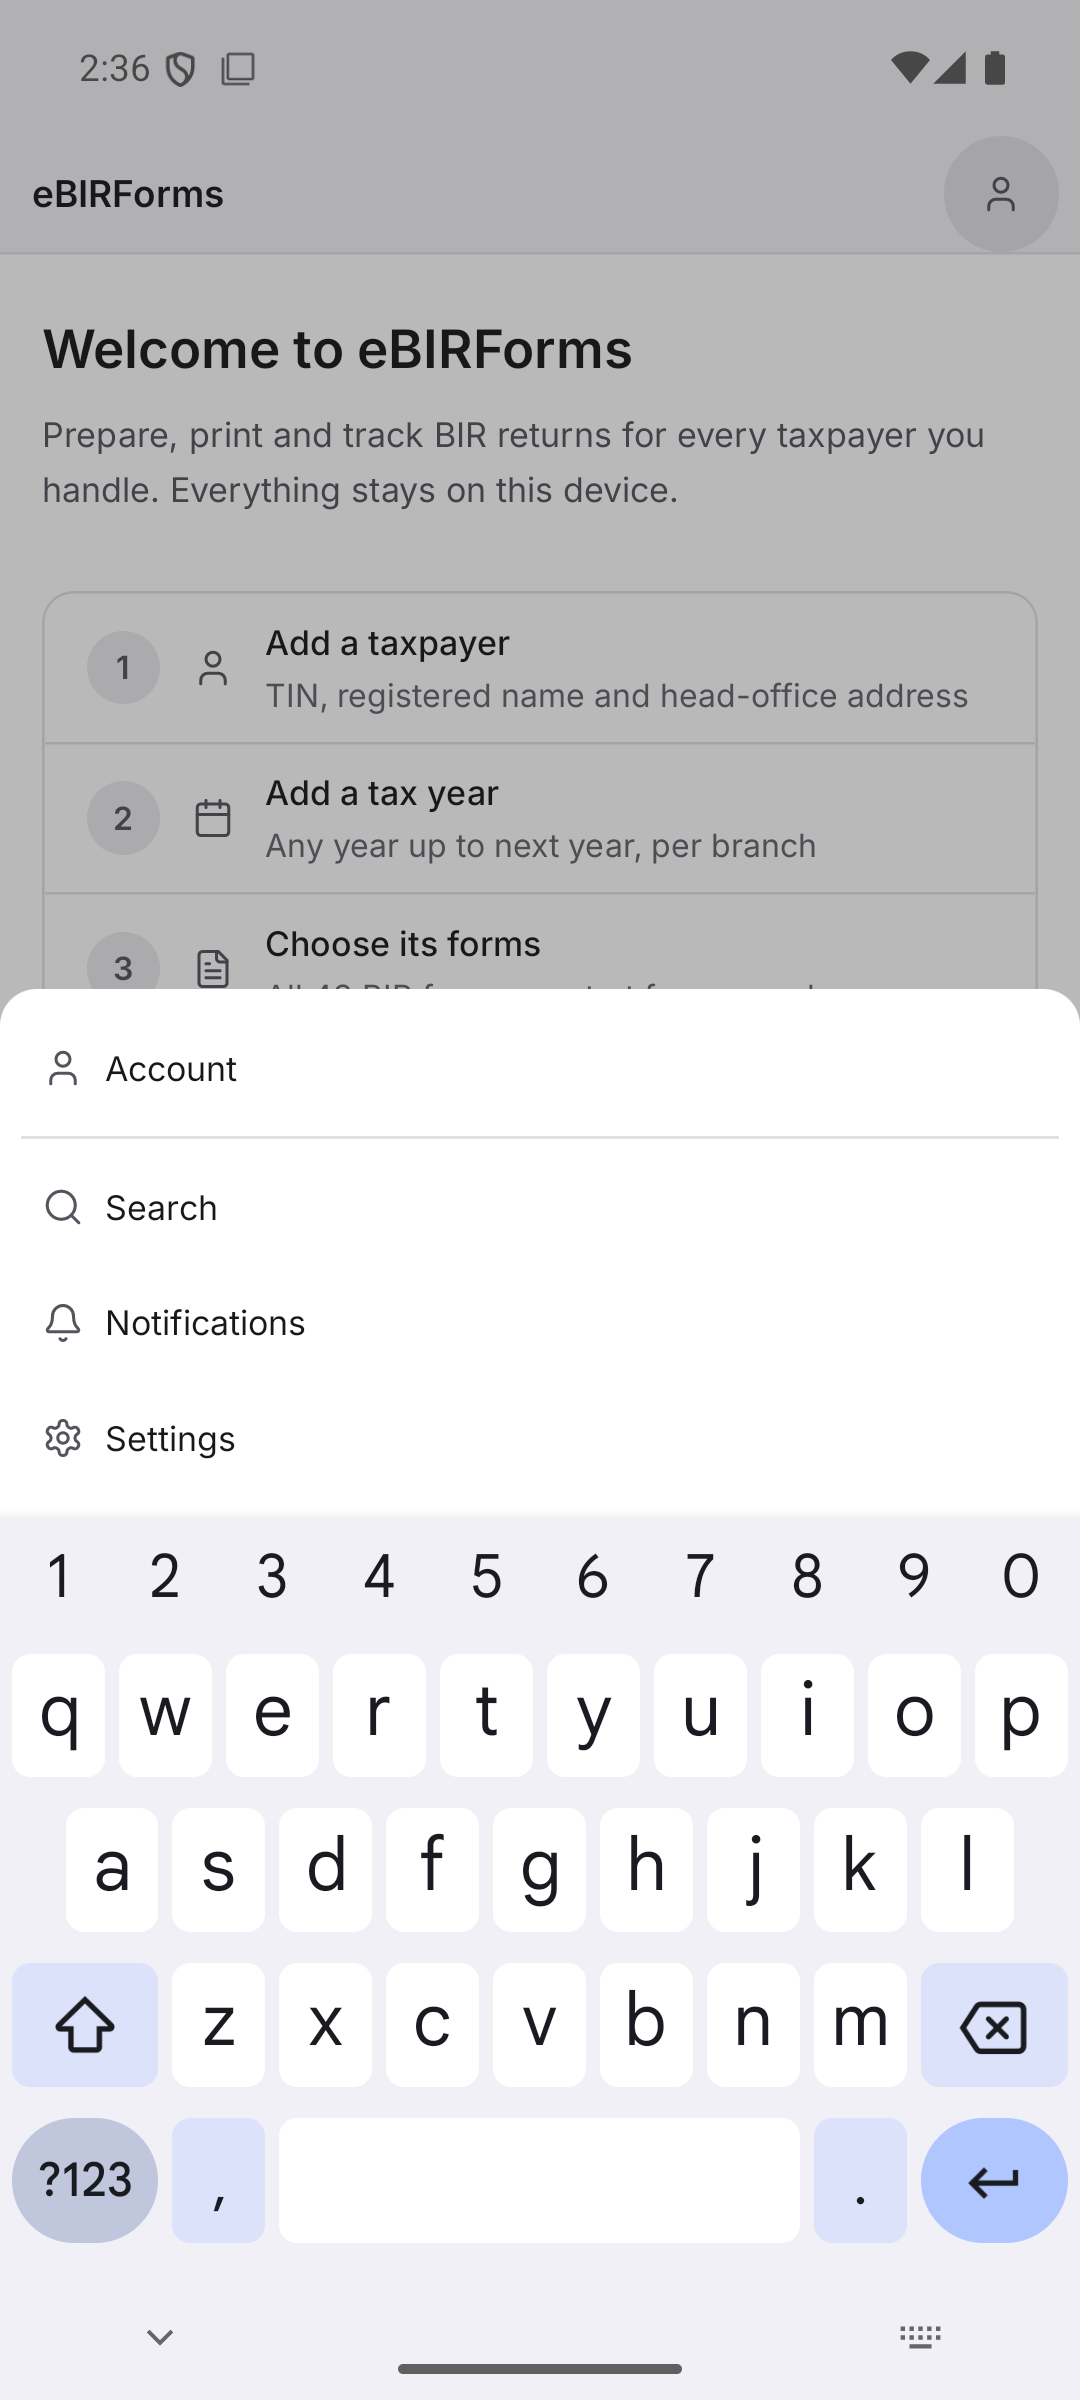 2:36
eBIRForms
Welcome to eBIRForms
Prepare, print and track BIR returns for every taxpayer you
handle. Everything stays on this device.
1
Add a taxpayer
TIN, registered name and head-office address
2
Add a tax year
Any year up to next year, per branch
3
Choose its forms
Account
Search
Notifications
Settings
1 2 3 4 5 6 7 8 9 0
q w e r t y u i o p
a s d f g h j k l
z x c v b n m
?123 , .